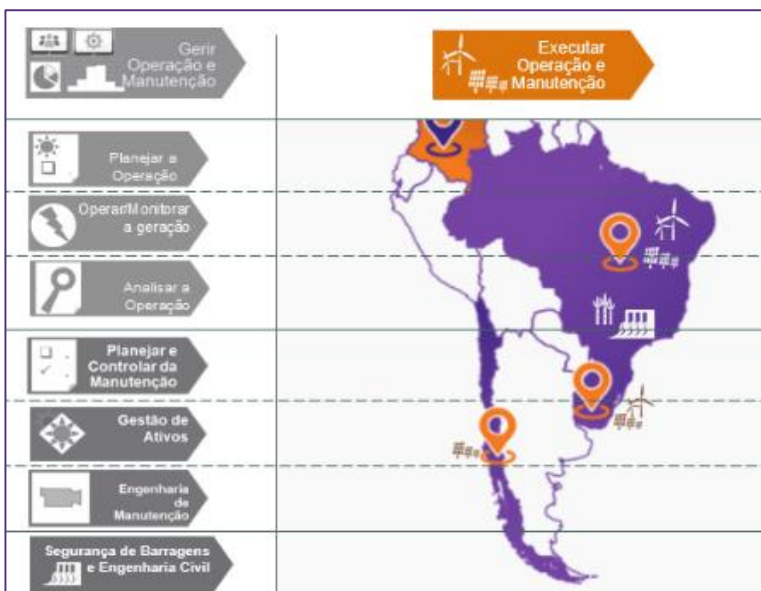 Gerir
Operação e
Manutenção
Executar
Operação e
Manutenção
Planejar a
Operação
Operar/Monitorar
a geração
Analisar a
Operação
Planejar e
Controlar da
Manutenção
Gestão de
Ativos
Engenharia
de
Manutenção
Segurança de Barragens
e Engenharia Civil